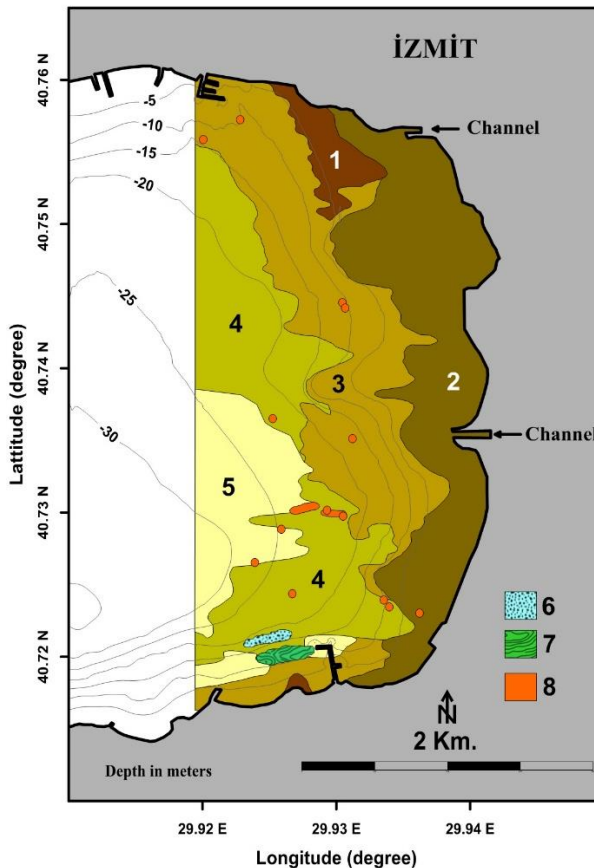 İZMİT
40.76 N
-5
-10
-15
-20
1
Channel
40.75 N
-25
4
40.74 N
3
2
-30
Channel
5
40.73 N
4
6
7
8
40.72 N
N
2 Km.
Depth in meters
29.92 E
29.93 E
29.94 E
Lattitude (degree)
Longitude (degree)